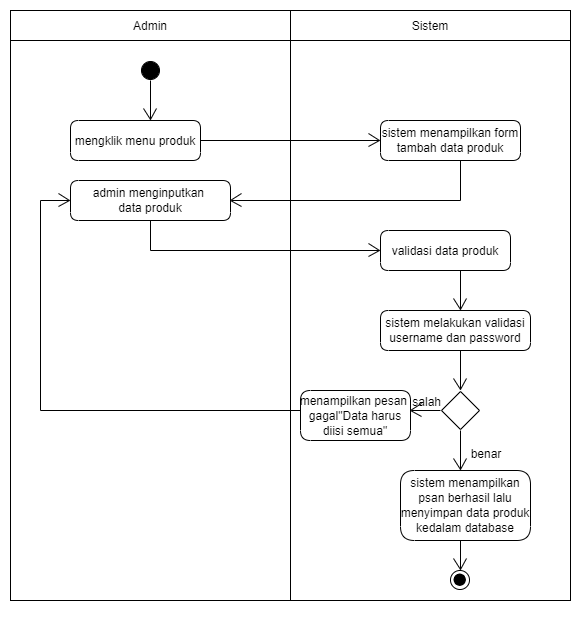 Admin
Sistem
mengklik menu produk
sistem menampilkan form
tambah data produk
admin menginputkan
data produk
validasi data produk
sistem melakukan validasi
username dan password
menampilkan pesan
gagal"Data harus
diisi semua"
salah
benar
sistem menampilkan
psan berhasil lalu
menyimpan data produk
kedalam database